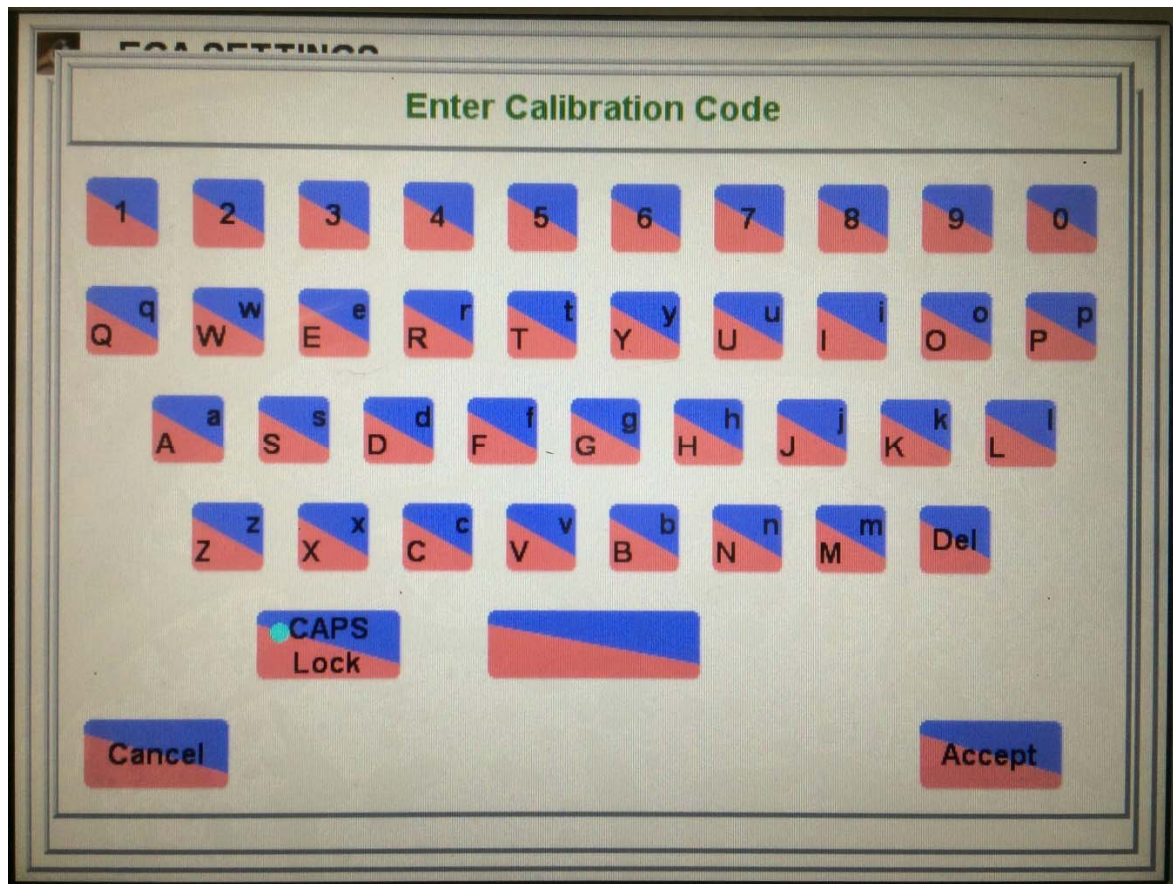 Enter Calibration Code
1 2 3 4 5 6 7 8 9 0
q w e r t y u i o p
Q W E R T Y U I O P
a s d f g h j k l
A S D F G H J K L
z x c v b n m
Z X C V B N M Del
CAPS
Lock
Cancel Accept